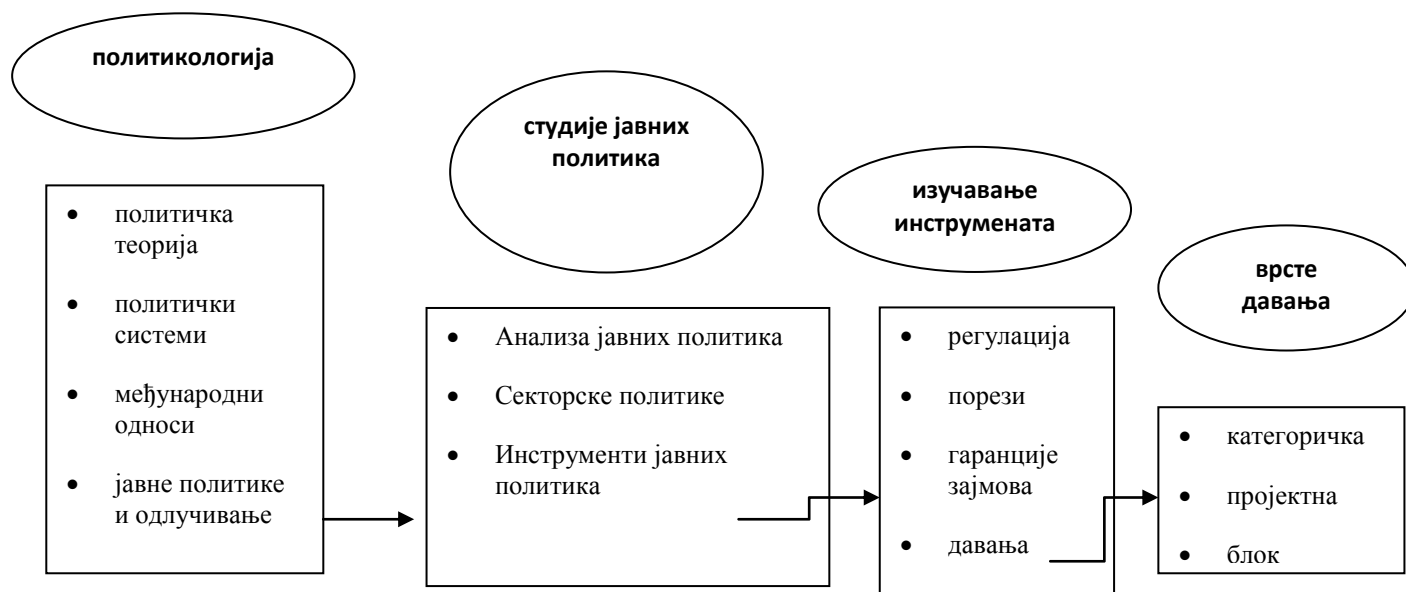 политикологија
• политичка
теорија
• политички
системи
• међународни
односи
• јавне политике
и одлучивање
студије јавних
политика
• Анализа јавних политика
• Секторске политике
• Инструменти јавних
политика
изучавање
инструмената
• регулација
• порези
• гаранције
зајмова
• давања
врсте
давања
• категоричка
• пројектна
• блок